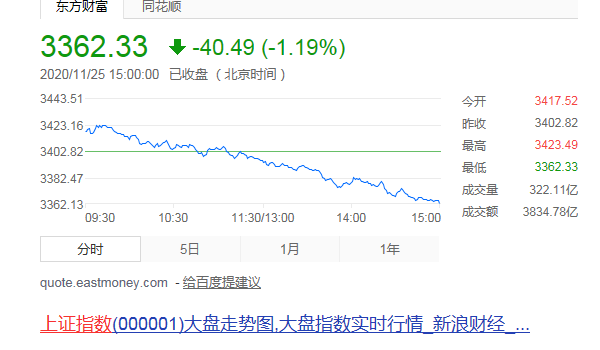 东方财富 同花顺
3362.33 -40.49 (-1.19%)
2020/11/25 15:00:00 已收盘 （北京时间）
3443.51
3423.16
3402.82
3382.47
3362.13
09:30 10:30 11:30/13:00 14:00 15:00
今开 3417.52
昨收 3402.82
最高 3423.49
最低 3362.33
成交量 322.11亿
成交额 3834.78亿
分时 5日 1月 1年
quote.eastmoney.com - 给百度提建议
上证指数(000001)大盘走势图,大盘指数实时行情_新浪财经_...